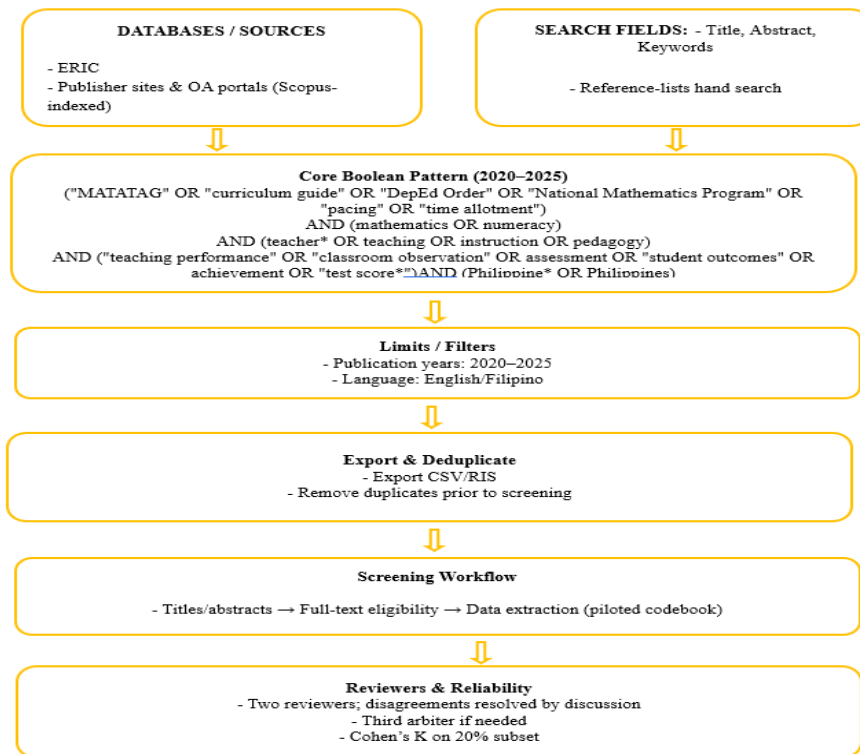 DATABASES / SOURCES
- ERIC
- Publisher sites & OA portals (Scopus-
indexed)
SEARCH FIELDS: - Title, Abstract,
Keywords
- Reference-lists hand search
Core Boolean Pattern (2020–2025)
("MATATAG" OR "curriculum guide" OR "DepEd Order" OR "National Mathematics Program" OR
"pacing" OR "time allotment")
AND (mathematics OR numeracy)
AND (teacher* OR teaching OR instruction OR pedagogy)
AND ("teaching performance" OR "classroom observation" OR assessment OR "student outcomes" OR
achievement OR "test score*")AND (Philippine* OR Philippines)
Limits / Filters
- Publication years: 2020–2025
- Language: English/Filipino
Export & Deduplicate
- Export CSV/RIS
- Remove duplicates prior to screening
Screening Workflow
- Titles/abstracts → Full-text eligibility → Data extraction (piloted codebook)
Reviewers & Reliability
- Two reviewers; disagreements resolved by discussion
- Third arbiter if needed
- Cohen's K on 20% subset